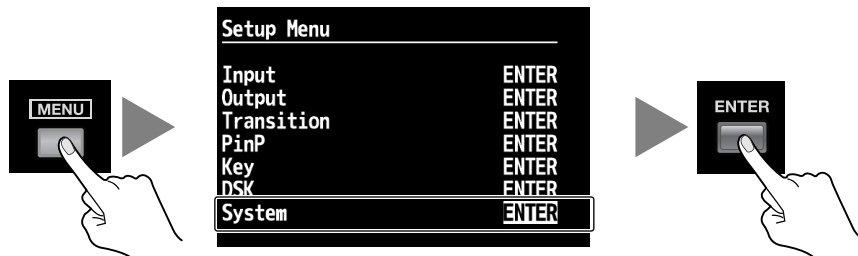 MENU
Setup Menu
Input ENTER
Output ENTER
Transition ENTER
PinP ENTER
Key ENTER
DSK ENTER
System ENTER
ENTER